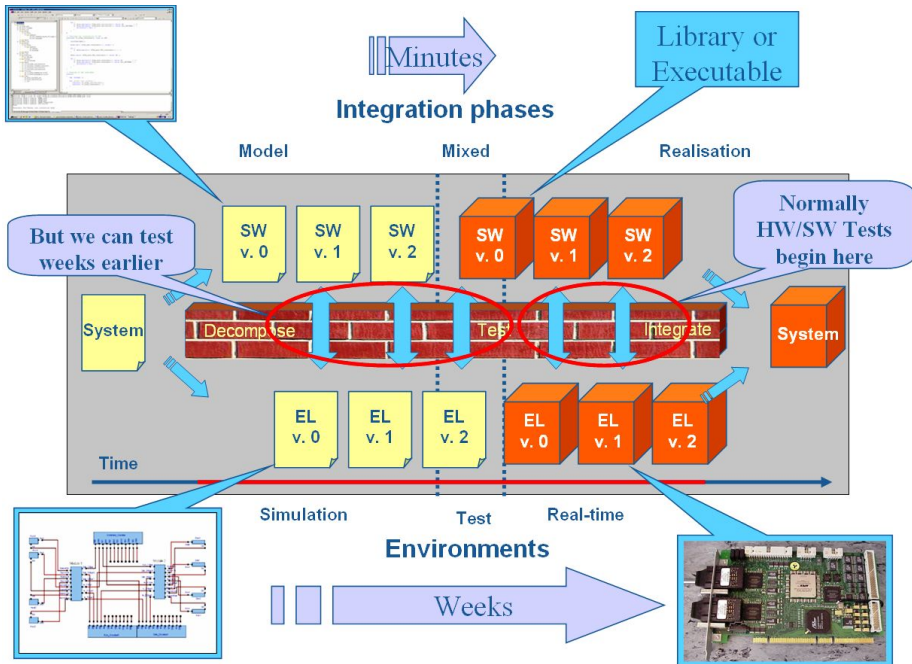 Minutes
Library or
Executable
Integration phases
Model
Mixed
Realisation
SW
v. 0
SW
v. 1
SW
v. 2
SW
v. 0
SW
v. 1
SW
v. 2
But we can test
weeks earlier
Normally
HW/SW Tests
begin here
System
Decompose
Test
Integrate
System
EL
v. 0
EL
v. 1
EL
v. 2
EL
v. 0
EL
v. 1
EL
v. 2
Time
Simulation
Test
Real-time
Environments
Weeks